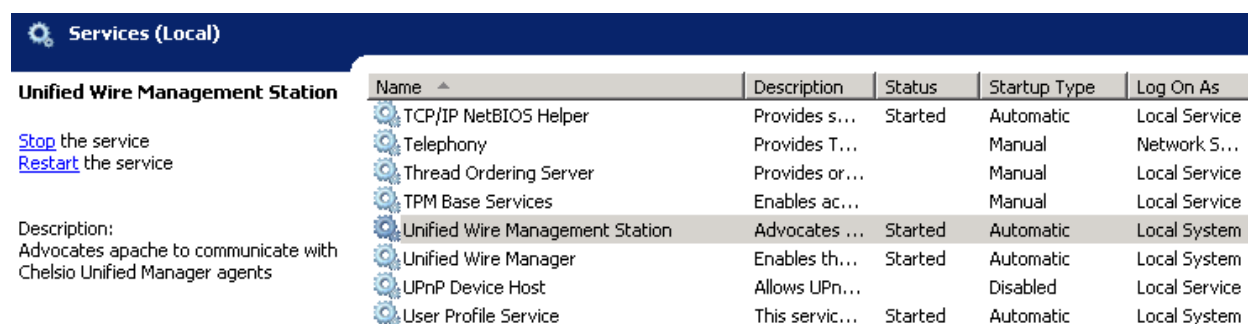 Services (Local)
Unified Wire Management Station
Stop the service
Restart the service
Description:
Advocates apache to communicate with
Chelsio Unified Manager agents
Name Description Status Startup Type Log On As
TCP/IP NetBIOS Helper Provides s... Started Automatic Local Service
Telephony Provides T... Manual Network S...
Thread Ordering Server Provides or... Manual Local Service
TPM Base Services Enables ac... Manual Local Service
Unified Wire Management Station Advocates ... Started Automatic Local System
Unified Wire Manager Enables th... Started Automatic Local System
UPnP Device Host Allows UPn... Disabled Local Service
User Profile Service This servic... Started Automatic Local System